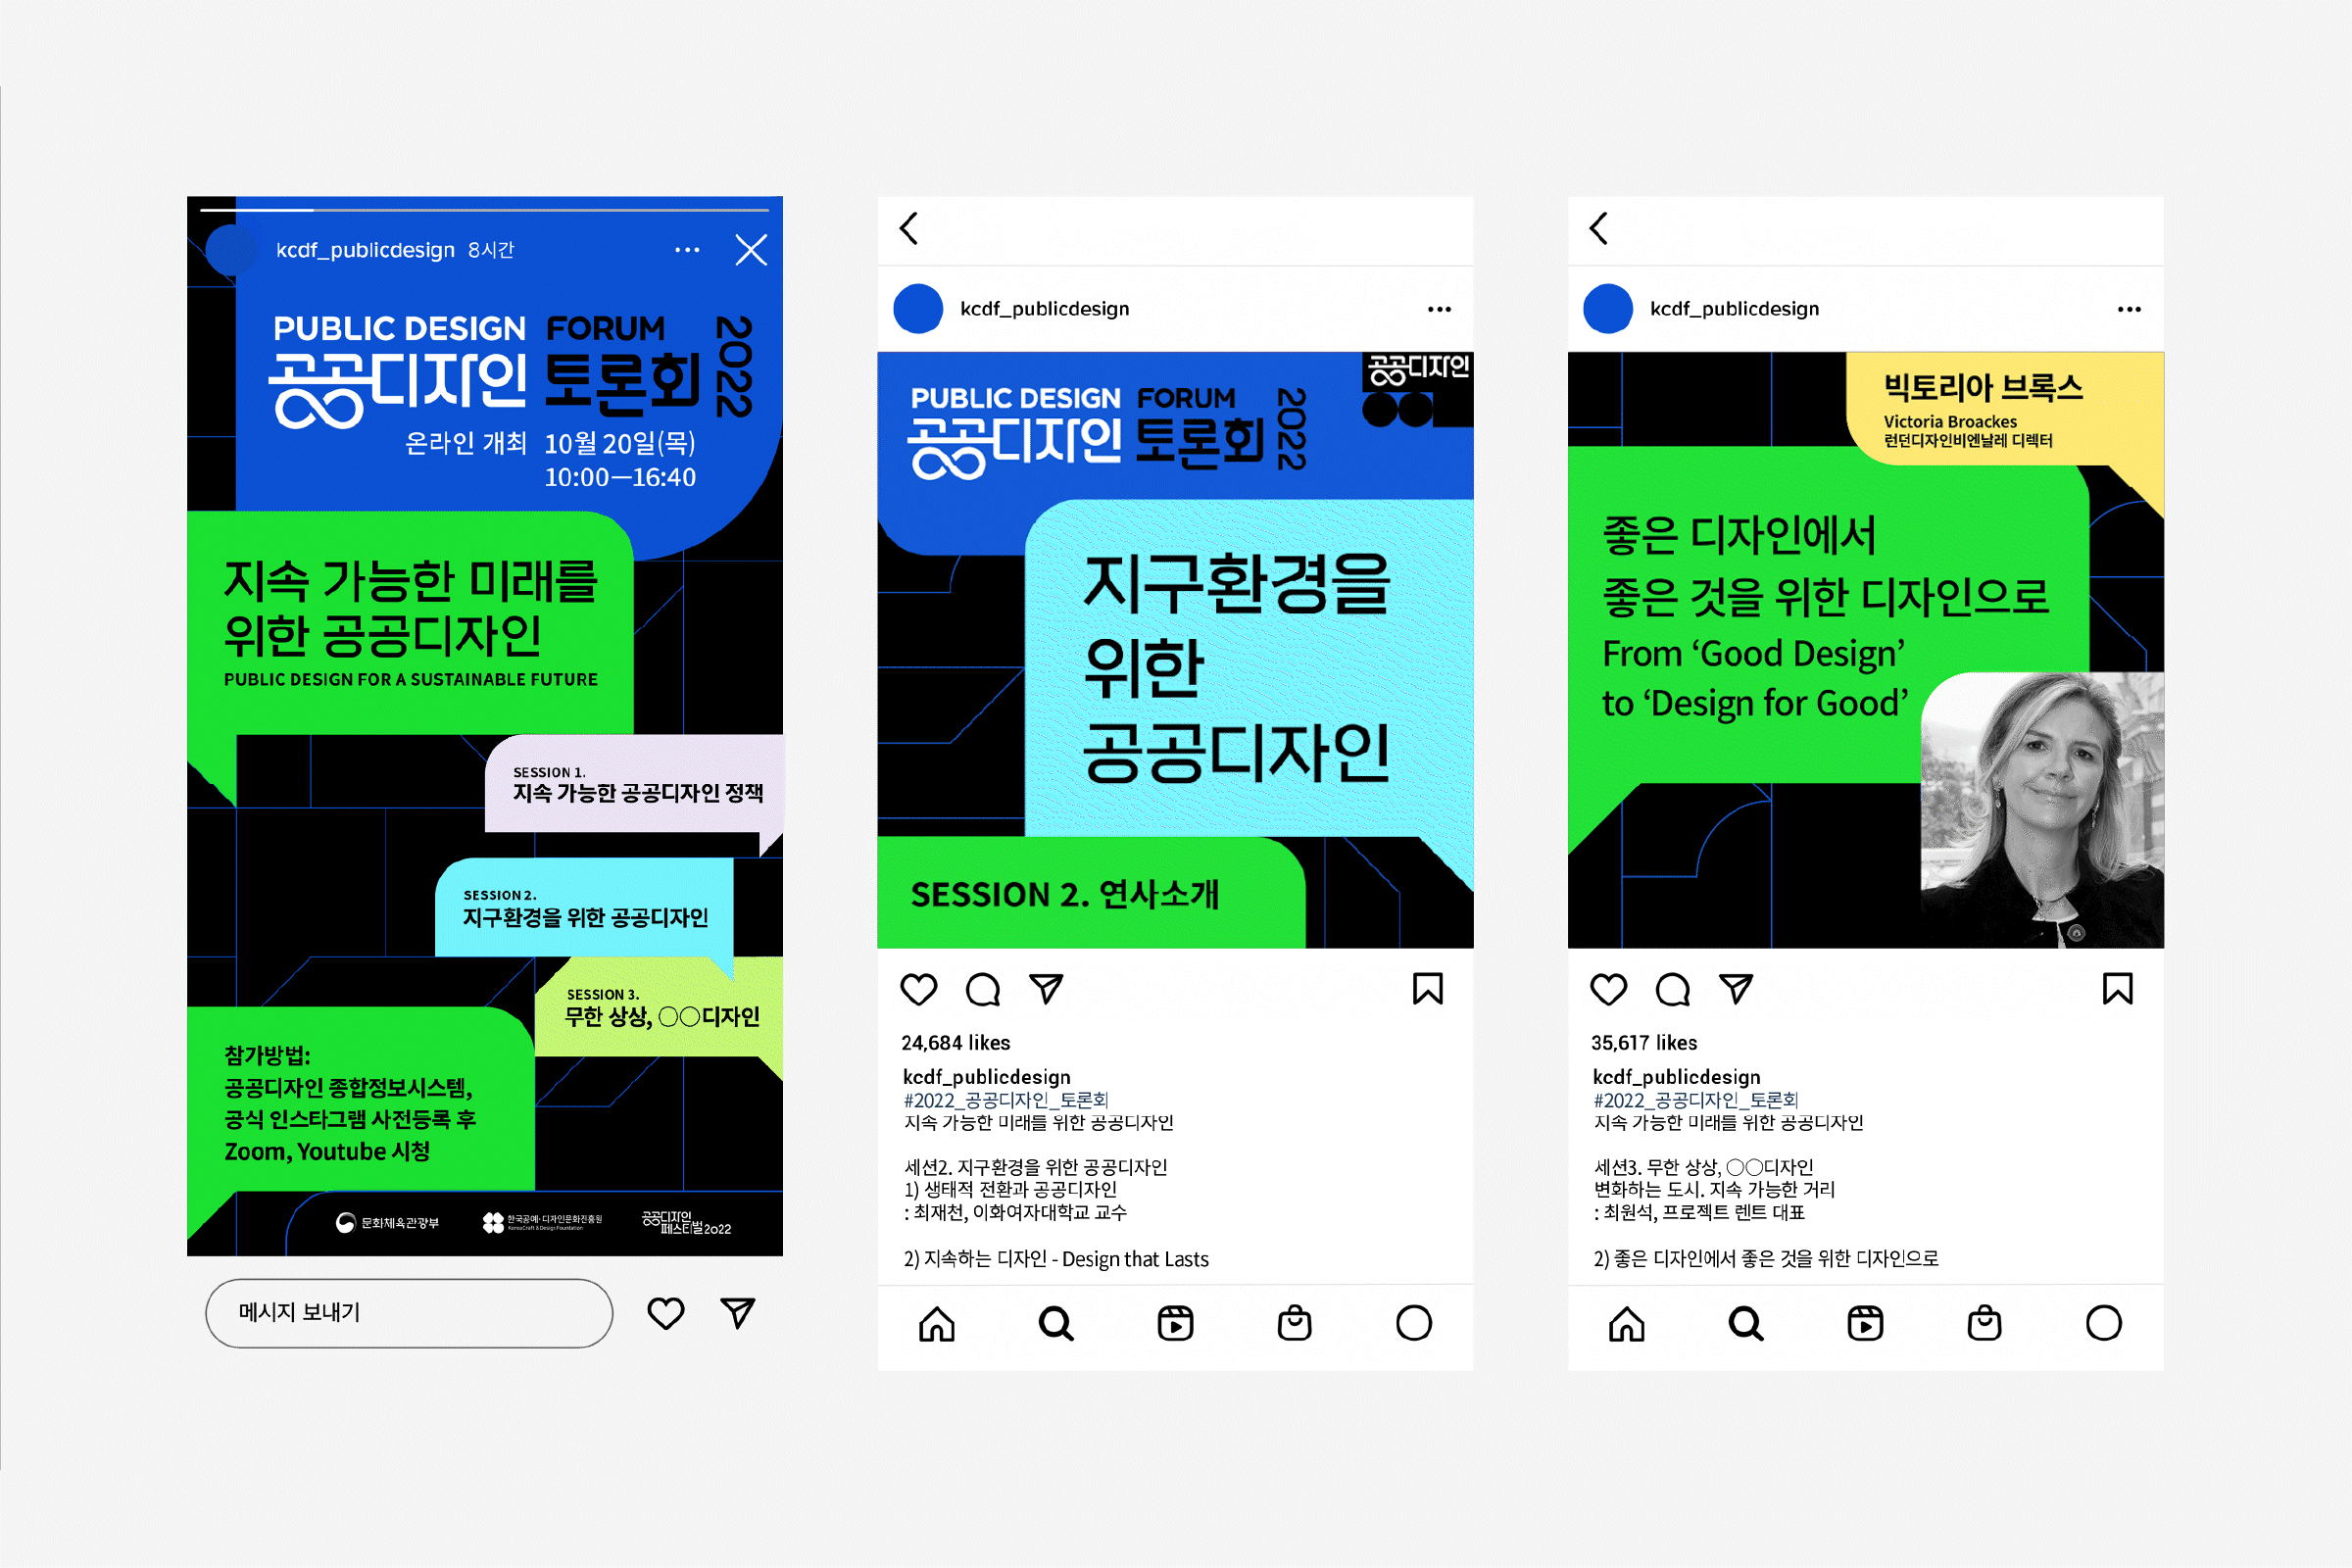 kcdf_publicdesign 8시간
PUBLIC DESIGN FORUM 2022
공공디자인 토론회
온라인 개최 10월 20일(목)
10:00—16:40
지속 가능한 미래를
위한 공공디자인
PUBLIC DESIGN FOR A SUSTAINABLE FUTURE
SESSION 1.
지속 가능한 공공디자인 정책
SESSION 2.
지구환경을 위한 공공디자인
SESSION 3.
무한 상상, ○○디자인
참가방법:
공공디자인 종합정보시스템,
공식 인스타그램 사전등록 후
Zoom, Youtube 시청
문화체육관광부
한국공예·디자인문화진흥원
Korea Craft & Design Foundation
공공디자인
페스티벌 2022
메시지 보내기
kcdf_publicdesign
공공디자인
PUBLIC DESIGN FORUM 2022
공공디자인 토론회
지구환경을
위한
공공디자인
SESSION 2. 연사소개
24,684 likes
kcdf_publicdesign
#2022_공공디자인_토론회
지속 가능한 미래를 위한 공공디자인
세션2. 지구환경을 위한 공공디자인
1) 생태적 전환과 공공디자인
: 최재천, 이화여자대학교 교수
2) 지속하는 디자인 - Design that Lasts
kcdf_publicdesign
빅토리아 브록스
Victoria Broackes
런던디자인비엔날레 디렉터
좋은 디자인에서
좋은 것을 위한 디자인으로
From ‘Good Design’
to ‘Design for Good’
35,617 likes
kcdf_publicdesign
#2022_공공디자인_토론회
지속 가능한 미래를 위한 공공디자인
세션3. 무한 상상, ○○디자인
변화하는 도시. 지속 가능한 거리
: 최원석, 프로젝트 렌트 대표
2) 좋은 디자인에서 좋은 것을 위한 디자인으로